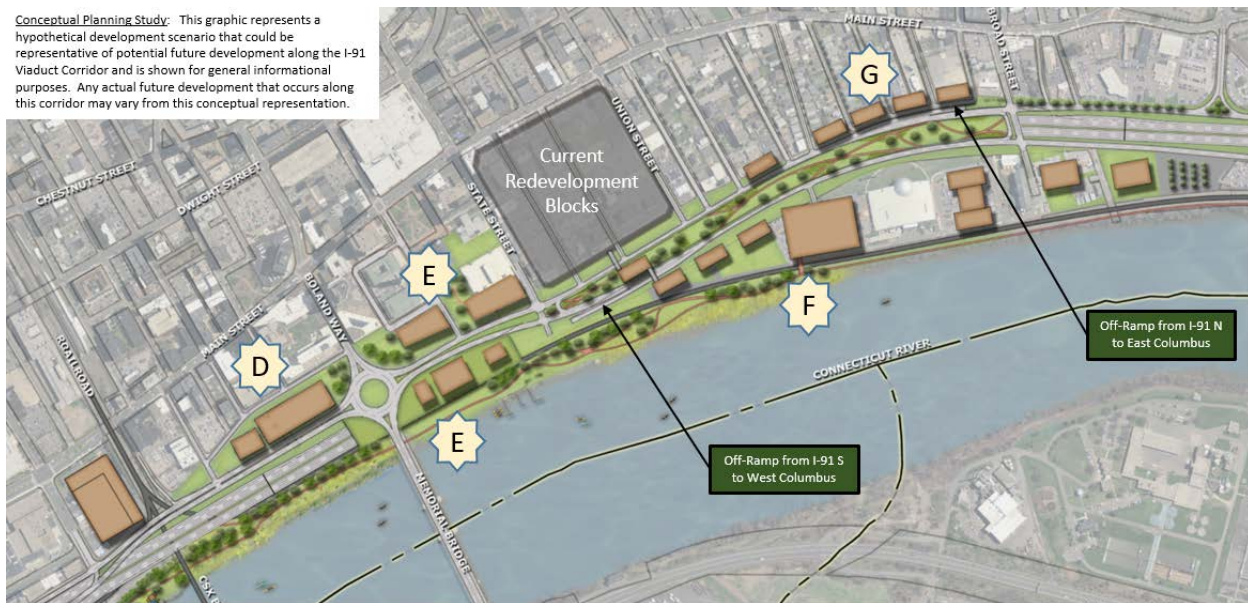 Conceptual Planning Study: This graphic represents a
hypothetical development scenario that could be
representative of potential future development along the I-91
Viaduct Corridor and is shown for general informational
purposes. Any actual future development that occurs along
this corridor may vary from this conceptual representation.
MAIN STREET
BROAD STREET
G
UNION STREET
Current
Redevelopment
Blocks
CHESTNUT STREET
DWIGHT STREET
STATE STREET
E
BOLAND WAY
MAIN STREET
F
D
ROAILROAD
Off-Ramp from I-91 N
to East Columbus
CONNECTICUT RIVER
E
Off-Ramp from I-91 S
to West Columbus
MEMORIAL BRIDGE
CSX